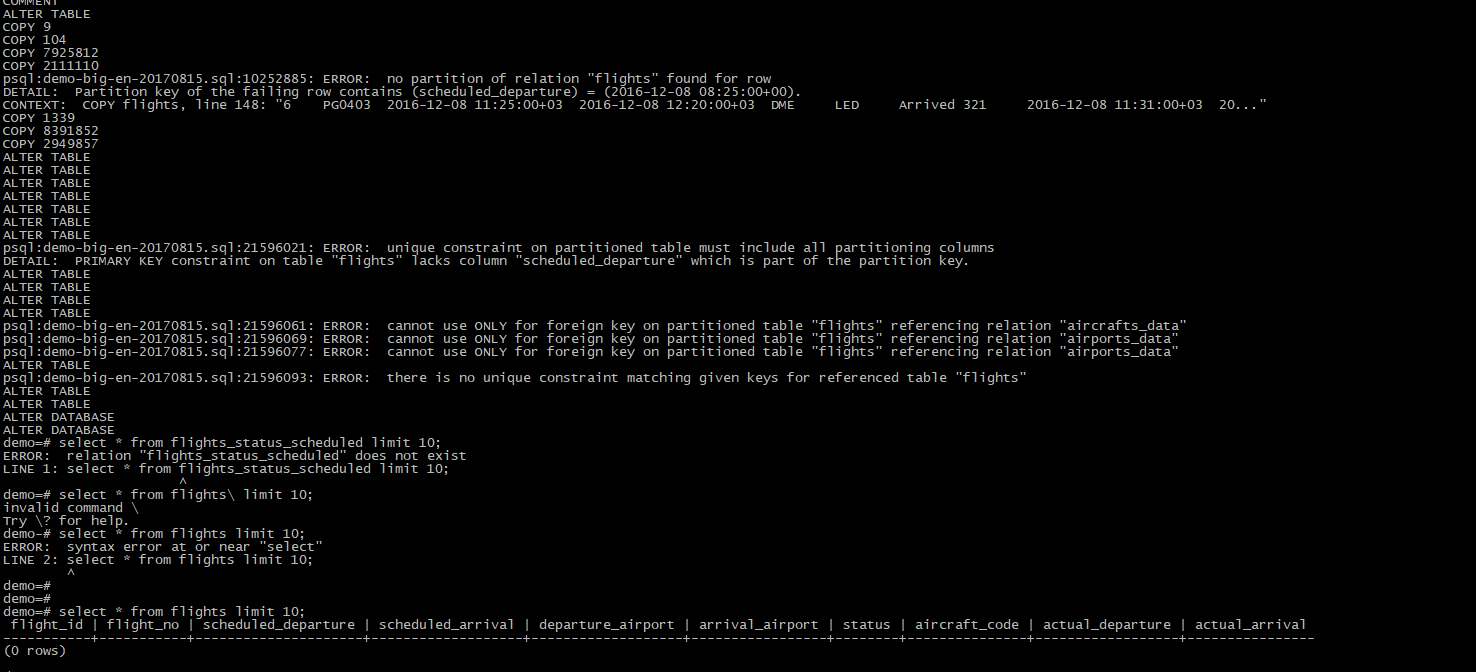 COMMENT
ALTER TABLE
COPY 9
COPY 104
COPY 7925812
COPY 2111110
psql:demo-big-en-20170815.sql:10252885: ERROR:  no partition of relation "flights" found for row
DETAIL:  Partition key of the failing row contains (scheduled_departure) = (2016-12-08 08:25:00+00).
CONTEXT:  COPY flights, line 148: "6    PG0403  2016-12-08 11:25:00+03  2016-12-08 12:20:00+03  DME     LED     Arrived 321     2016-12-08 11:31:00+03  20..."
COPY 1339
COPY 8391852
COPY 2949857
ALTER TABLE
ALTER TABLE
ALTER TABLE
ALTER TABLE
ALTER TABLE
ALTER TABLE
ALTER TABLE
psql:demo-big-en-20170815.sql:21596021: ERROR:  unique constraint on partitioned table must include all partitioning columns
DETAIL:  PRIMARY KEY constraint on table "flights" lacks column "scheduled_departure" which is part of the partition key.
ALTER TABLE
ALTER TABLE
ALTER TABLE
ALTER TABLE
psql:demo-big-en-20170815.sql:21596061: ERROR:  cannot use ONLY for foreign key on partitioned table "flights" referencing relation "aircrafts_data"
psql:demo-big-en-20170815.sql:21596069: ERROR:  cannot use ONLY for foreign key on partitioned table "flights" referencing relation "airports_data"
psql:demo-big-en-20170815.sql:21596077: ERROR:  cannot use ONLY for foreign key on partitioned table "flights" referencing relation "airports_data"
ALTER TABLE
psql:demo-big-en-20170815.sql:21596093: ERROR:  there is no unique constraint matching given keys for referenced table "flights"
ALTER TABLE
ALTER TABLE
ALTER DATABASE
ALTER DATABASE
demo=# select * from flights_status_scheduled limit 10;
ERROR:  relation "flights_status_scheduled" does not exist
LINE 1: select * from flights_status_scheduled limit 10;
                      ^
demo=# select * from flights\ limit 10;
invalid command \
Try \? for help.
demo-# select * from flights limit 10;
ERROR:  syntax error at or near "select"
LINE 2: select * from flights limit 10;
        ^
demo=#
demo=#
demo=# select * from flights limit 10;
 flight_id | flight_no | scheduled_departure | scheduled_arrival | departure_airport | arrival_airport | status | aircraft_code | actual_departure | actual_arrival
-----------+-----------+---------------------+-------------------+-------------------+-----------------+--------+---------------+------------------+----------------
(0 rows)